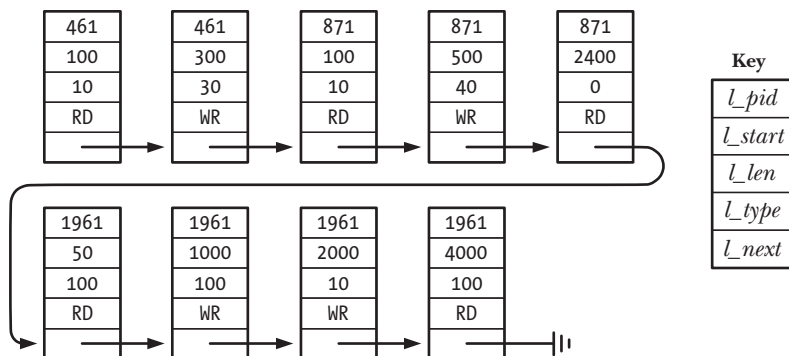 461 461 871 871 871
100 300 100 500 2400
10 30 10 40 0
RD WR RD WR RD
Key
l_pid
l_start
l_len
l_type
l_next
1961 1961 1961 1961
50 1000 2000 4000
100 100 10 100
RD WR WR RD